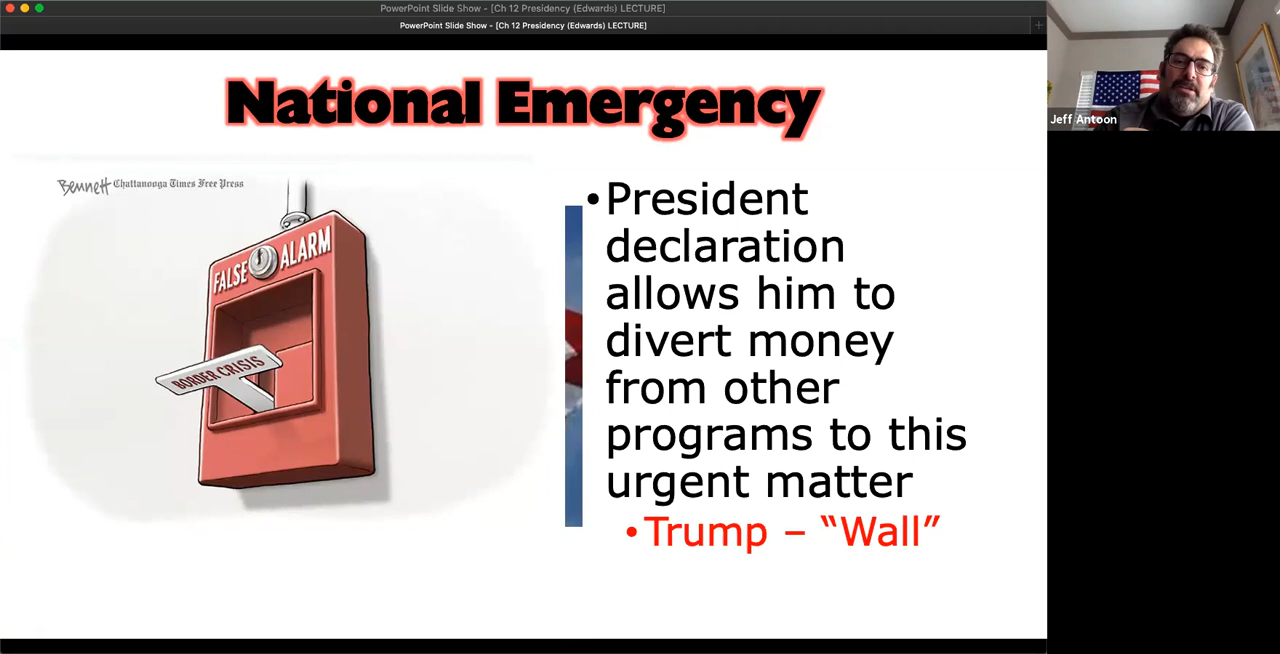 PowerPoint Slide Show - [Ch 12 Presidency (Edwards) LECTURE]
PowerPoint Slide Show - [Ch 12 Presidency (Edwards) LECTURE]
Jeff Antoon
National Emergency
Bennett Chattanooga Times Free Press
FALSE ALARM
BORDER CRISIS
•President
declaration
allows him to
divert money
from other
programs to this
urgent matter
•Trump – “Wall”